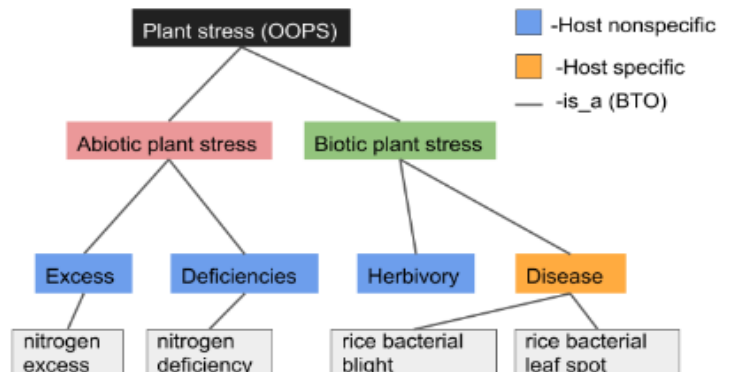 Plant stress (OOPS)
-Host nonspecific
-Host specific
-is_a (BTO)
Abiotic plant stress
Biotic plant stress
Excess
Deficiencies
Herbivory
Disease
nitrogen
excess
nitrogen
deficiency
rice bacterial
blight
rice bacterial
leaf spot